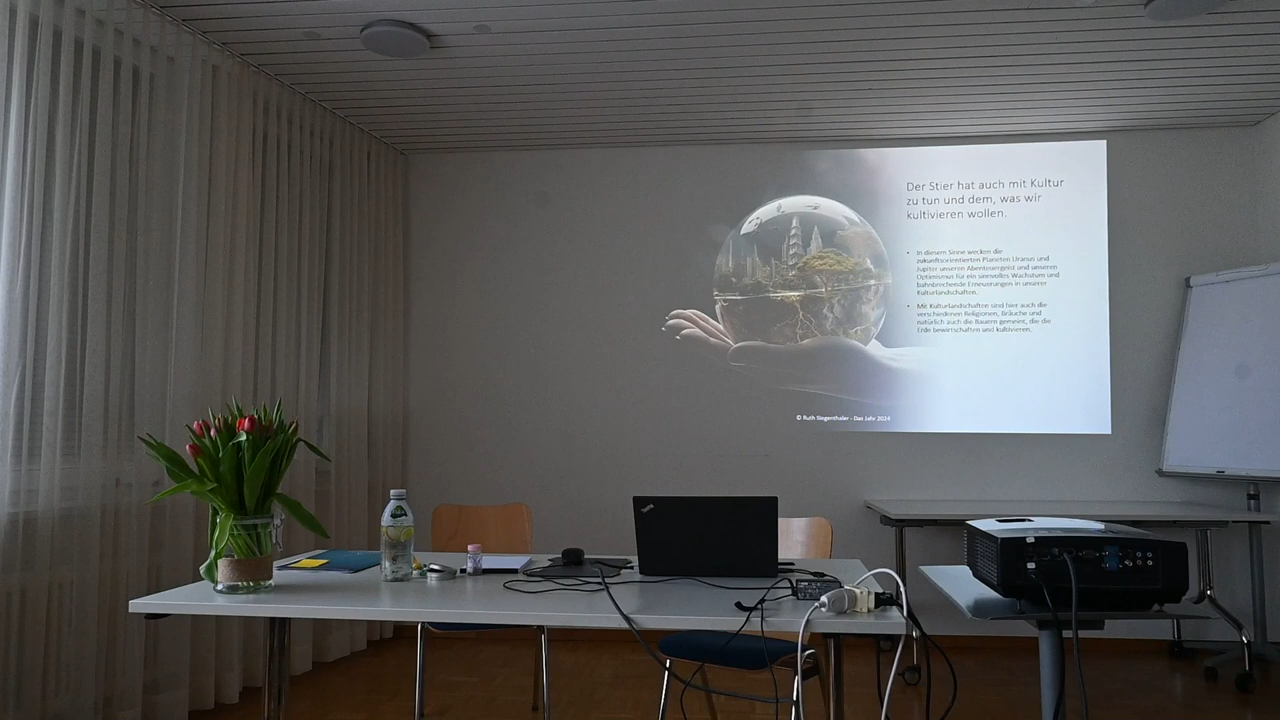 Der Stier hat auch mit Kultur
zu tun und dem, was wir
kultivieren wollen.
• In diesem Sinne wecken die
zukunftsorientierten Planeten Uranus und
Jupiter unseren Abenteuergeist und unseren
Optimismus für ein sinnvolles Wachstum und
bahnbrechende Erneuerungen in unserer
Kulturlandschaften.
• Mit Kulturlandschaften sind hier auch die
verschiedenen Religionen, Bräuche und
natürlich auch die Bauern gemeint, die die
Erde bewirtschaften und kultivieren.
© Ruth Siegenthaler - Das Jahr 2024